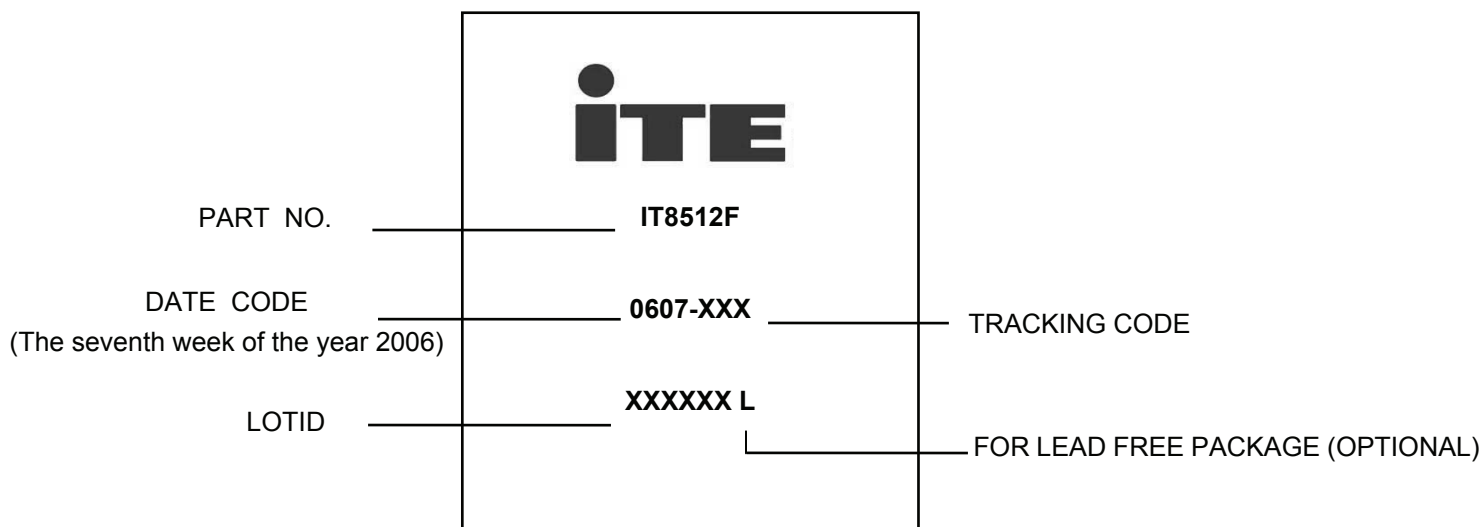 iTE
PART NO.
IT8512F
DATE CODE
(The seventh week of the year 2006)
0607-XXX
TRACKING CODE
LOTID
XXXXXX L
FOR LEAD FREE PACKAGE (OPTIONAL)